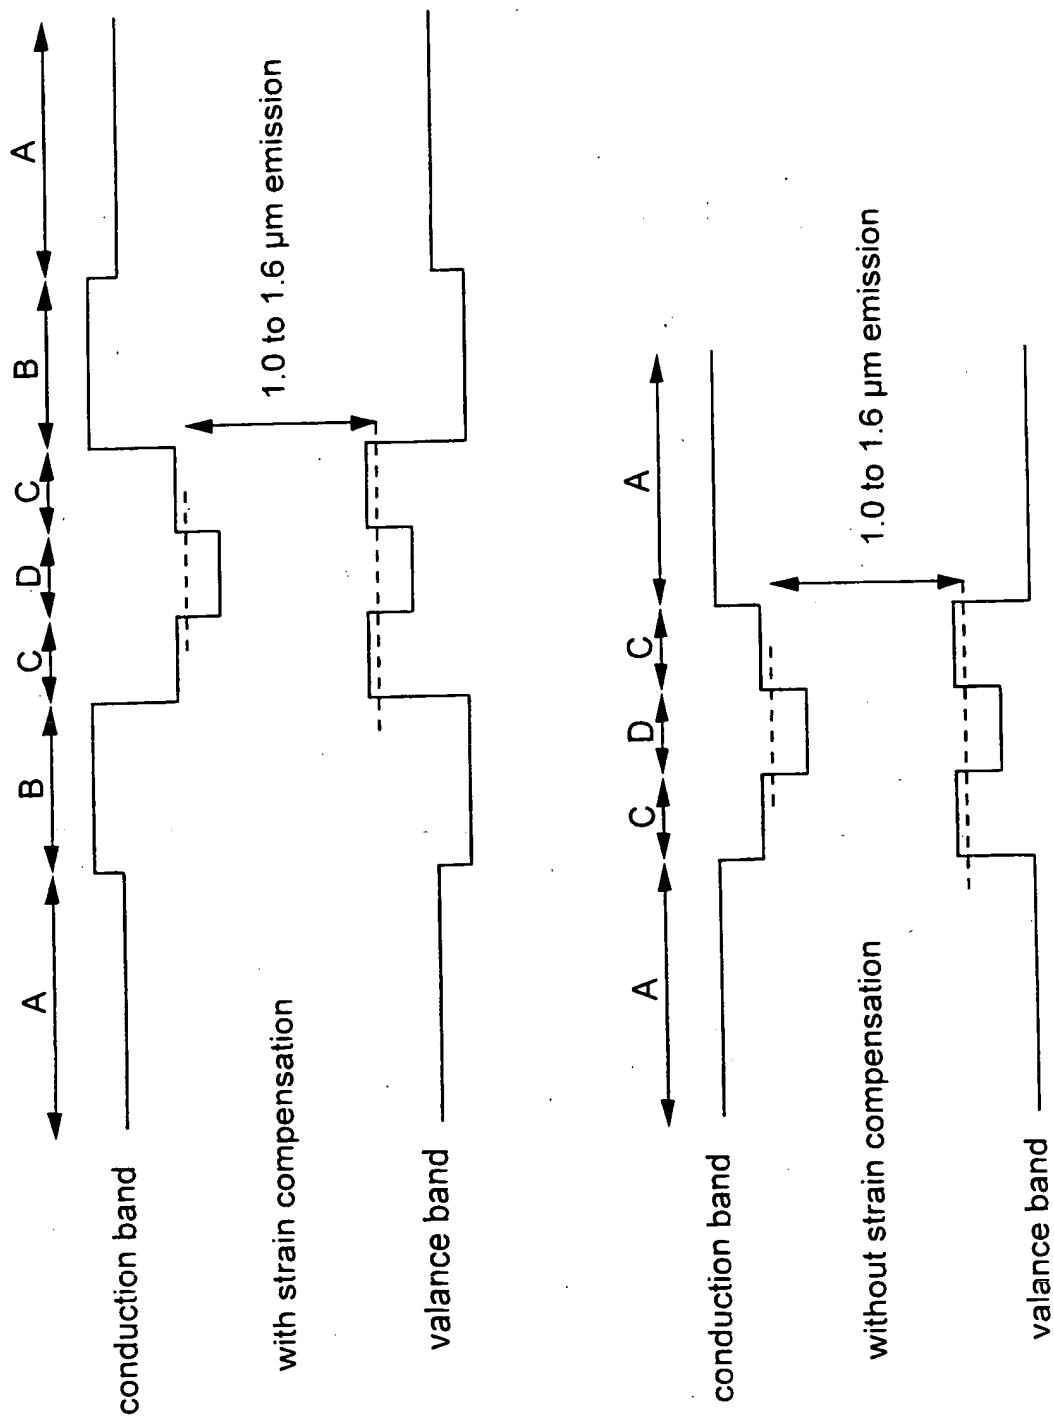 A B C D C B A
conduction band
1.0 to 1.6 µm emission
with strain compensation
valance band
A C D C A
conduction band
1.0 to 1.6 µm emission
without strain compensation
valance band